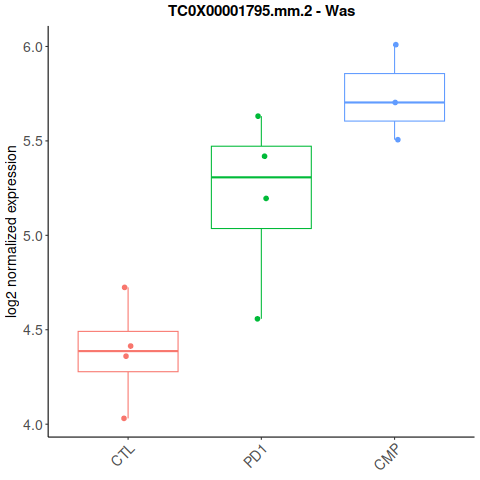 TC0X00001795.mm.2 - Was
log2 normalized expression
6.0
5.5
5.0
4.5
4.0
CTL
PD1
CMP